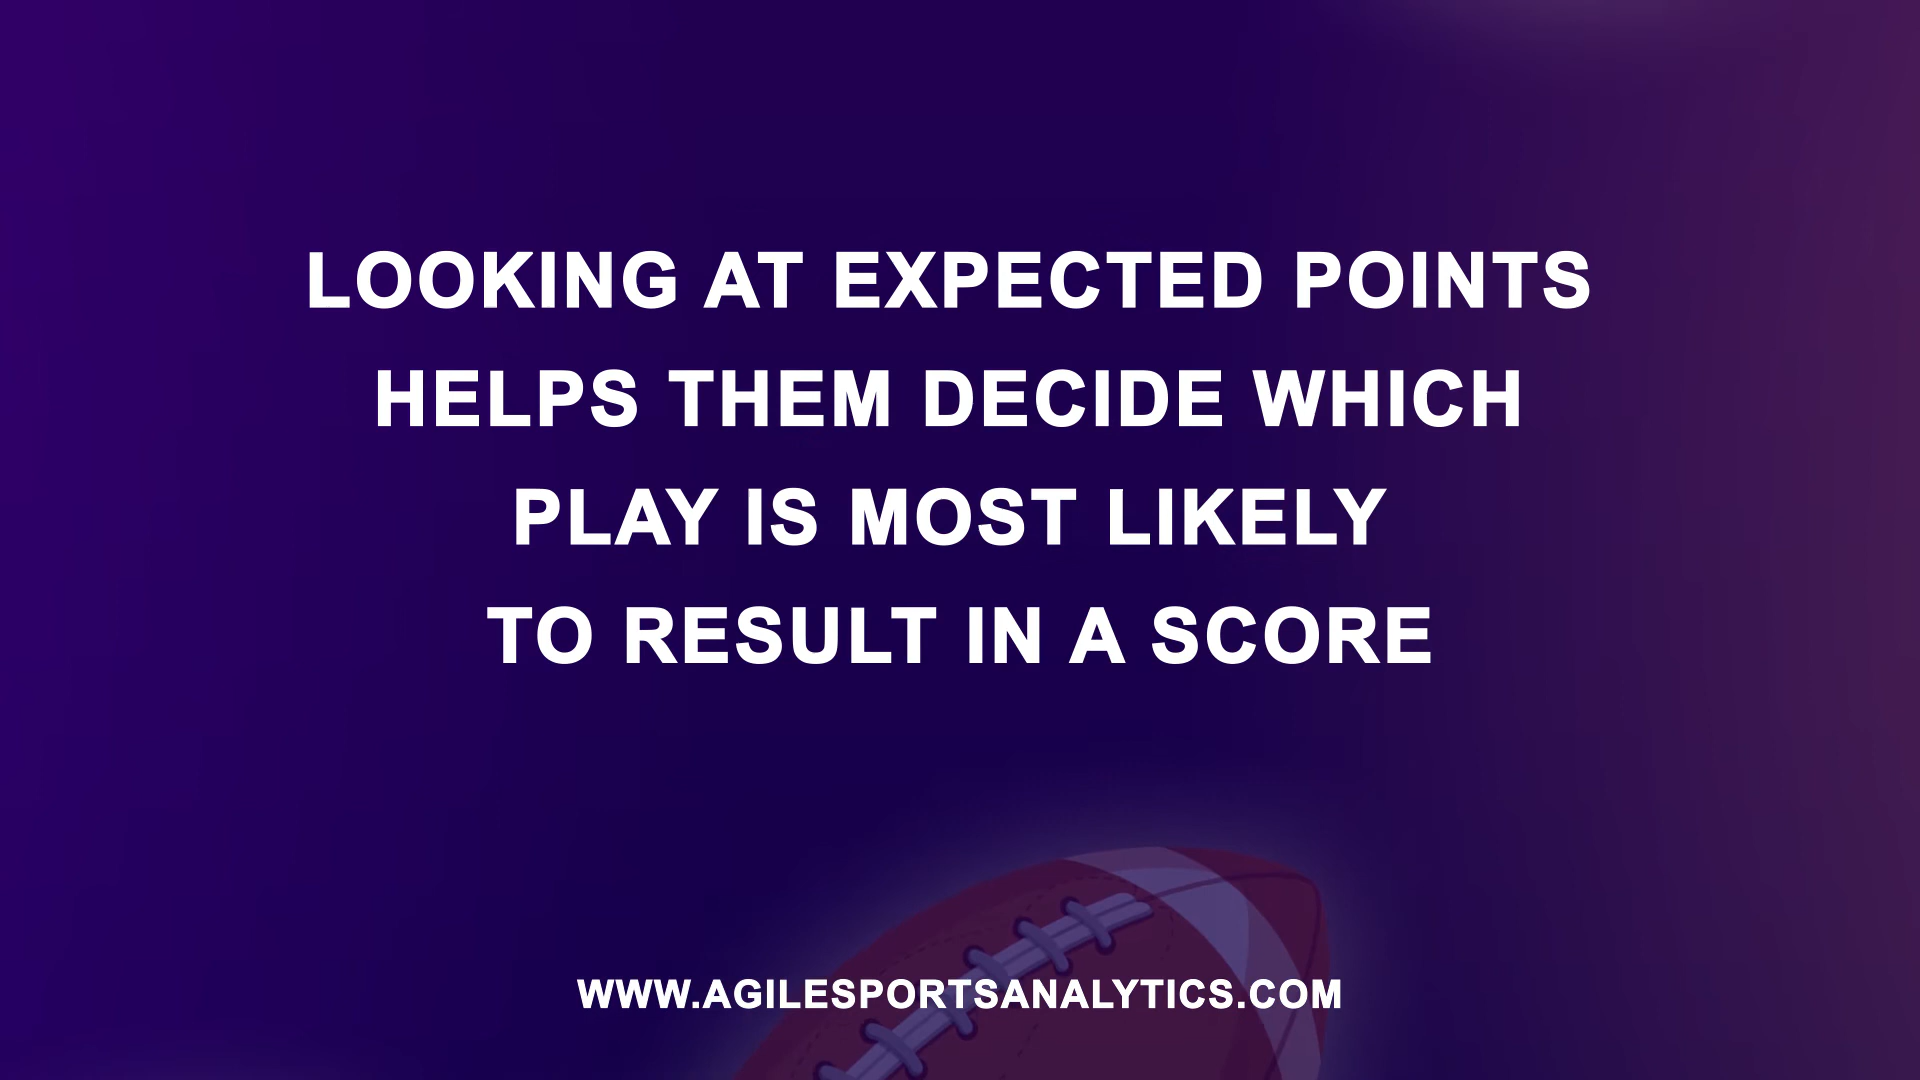 LOOKING AT EXPECTED POINTS
HELPS THEM DECIDE WHICH
PLAY IS MOST LIKELY
TO RESULT IN A SCORE
WWW.AGILESPORTSANALYTICS.COM